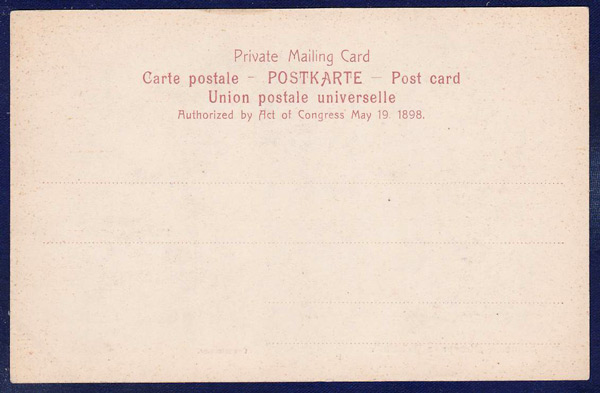 Private Mailing Card
Carte postale - POSTKARTE - Post card
Union postale universelle
Authorized by Act of Congress May 19. 1898.